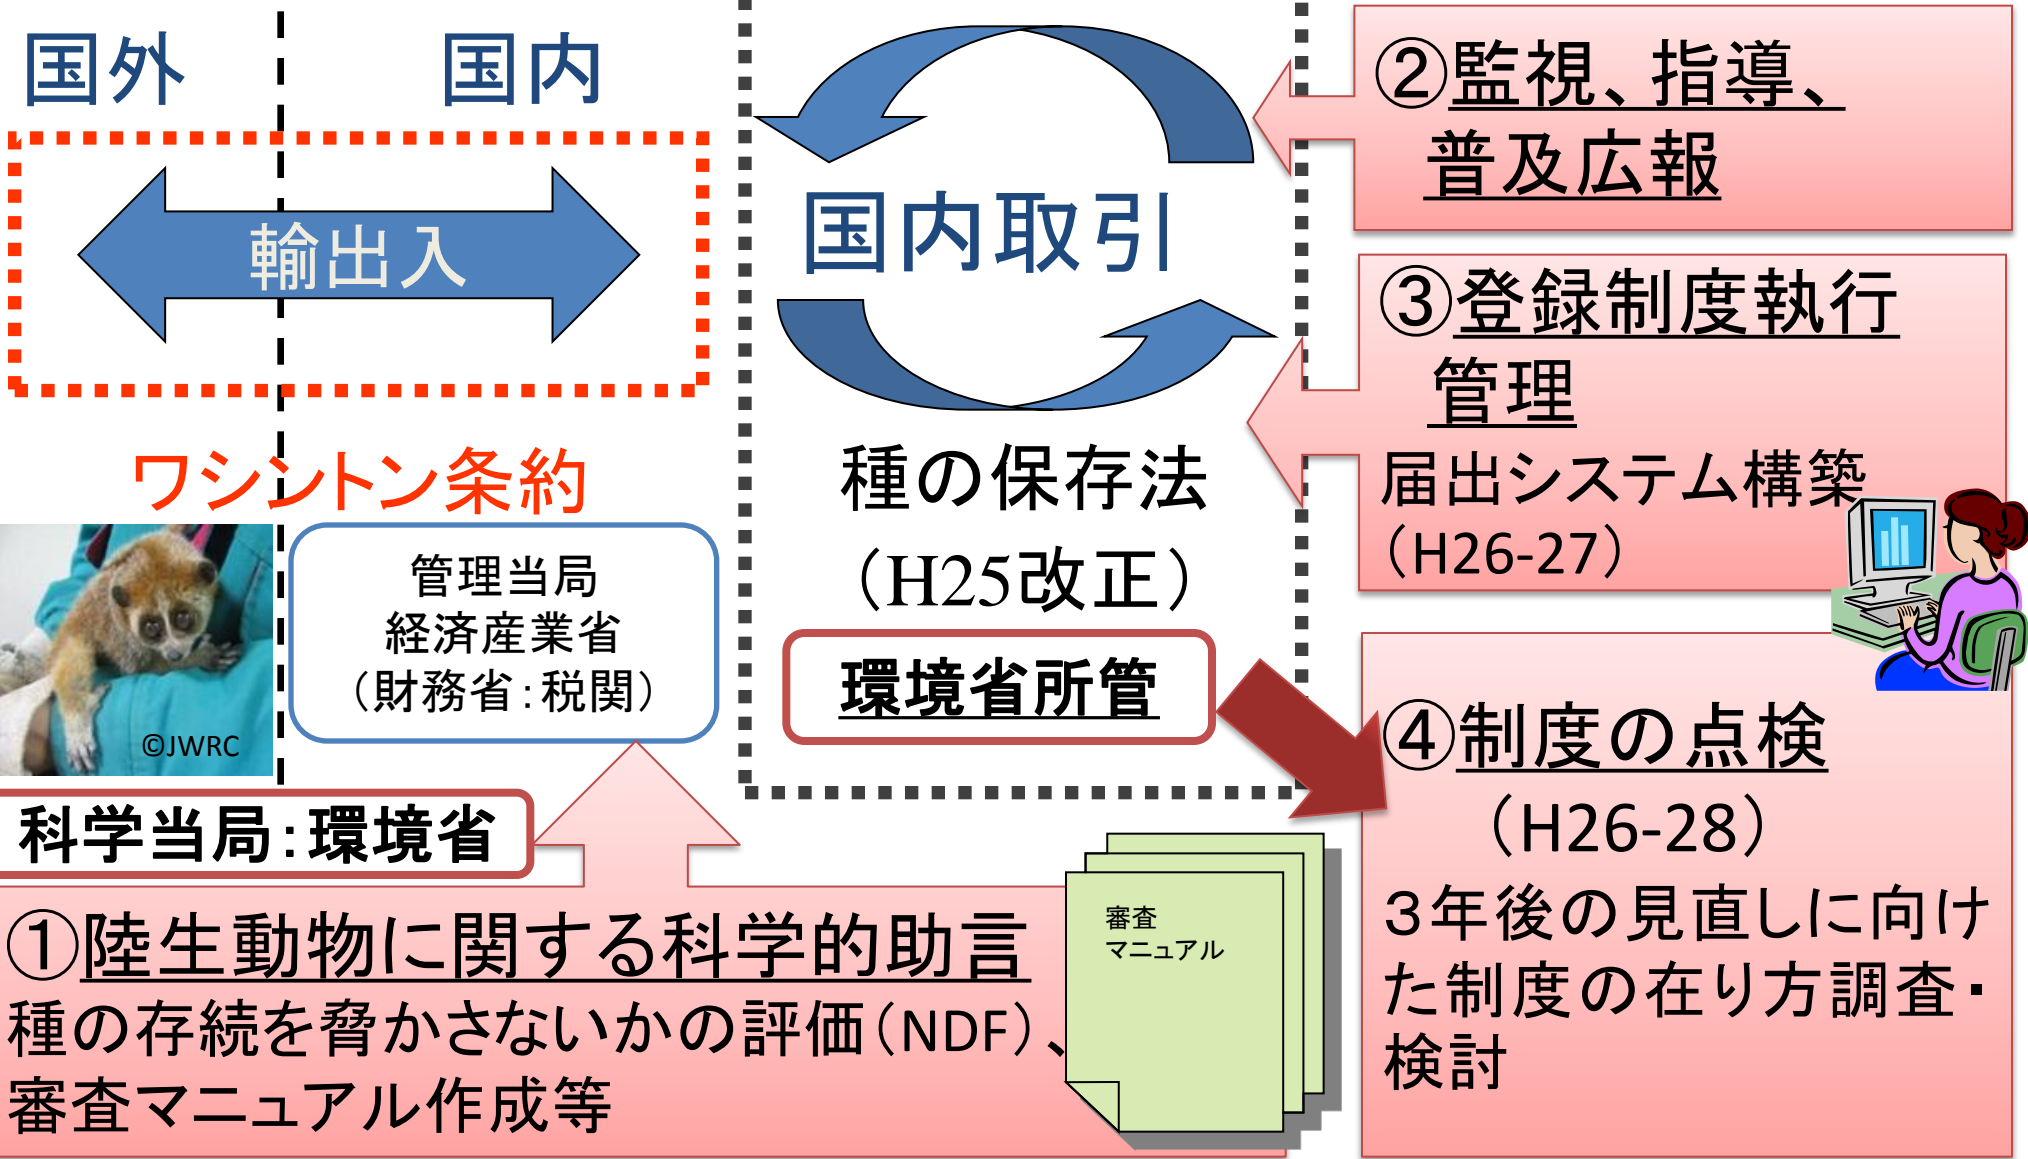 国外
国内
輸出入
ワシントン条約
管理当局
経済産業省
（財務省：税関）
©JWRC
科学当局：環境省
①陸生動物に関する科学的助言
種の存続を脅かさないかの評価（NDF）、
審査マニュアル作成等
国内取引
種の保存法
（H25改正）
環境省所管
審査
マニュアル
②監視、指導、
普及広報
③登録制度執行
管理
届出システム構築
（H26-27）
④制度の点検
（H26-28）
３年後の見直しに向け
た制度の在り方調査・
検討